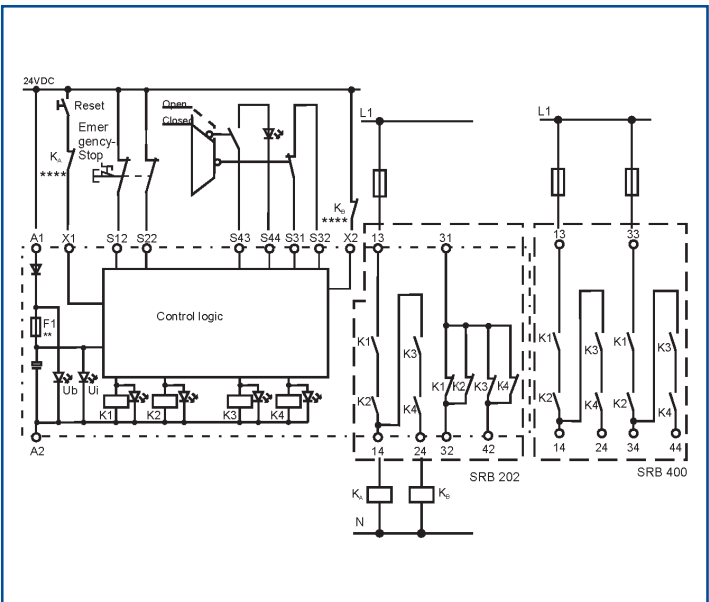 24VDC
Reset
Emer
gency-
Stop
KA
****
Open
Closed
KB
****
L1
L1
A1 X1 S12 S22 S43 S44 S31 S32 X2 13 31 13 33
F1
**
Control logic
Ub Ui
K1 K2 K3 K4
K1 K3 K1 K2 K3 K4
K2 K4
K1 K3 K1 K3
K2 K4 K2 K4
A2 14 24 32 42 14 24 34 44
SRB 202 SRB 400
KA KB
N